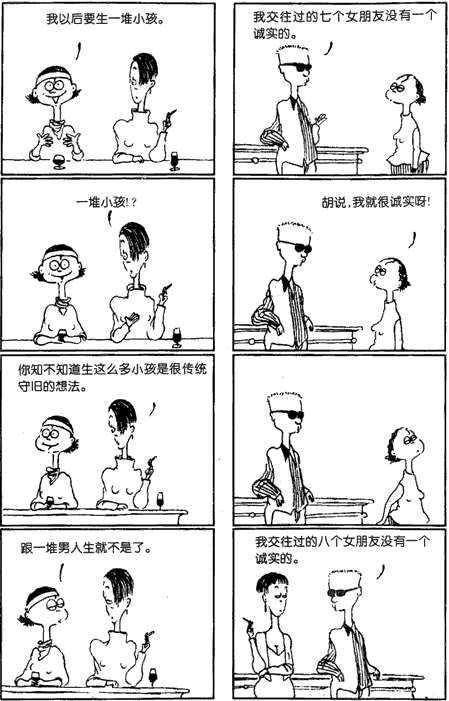 我以后要生一堆小孩。
一堆小孩!?
你知不知道生这么多小孩是很传统
守旧的想法。
跟一堆男人生就不是了。
我交往过的七个女朋友没有一个
诚实的。
胡说,我就很诚实呀!
我交往过的八个女朋友没有一个
诚实的。